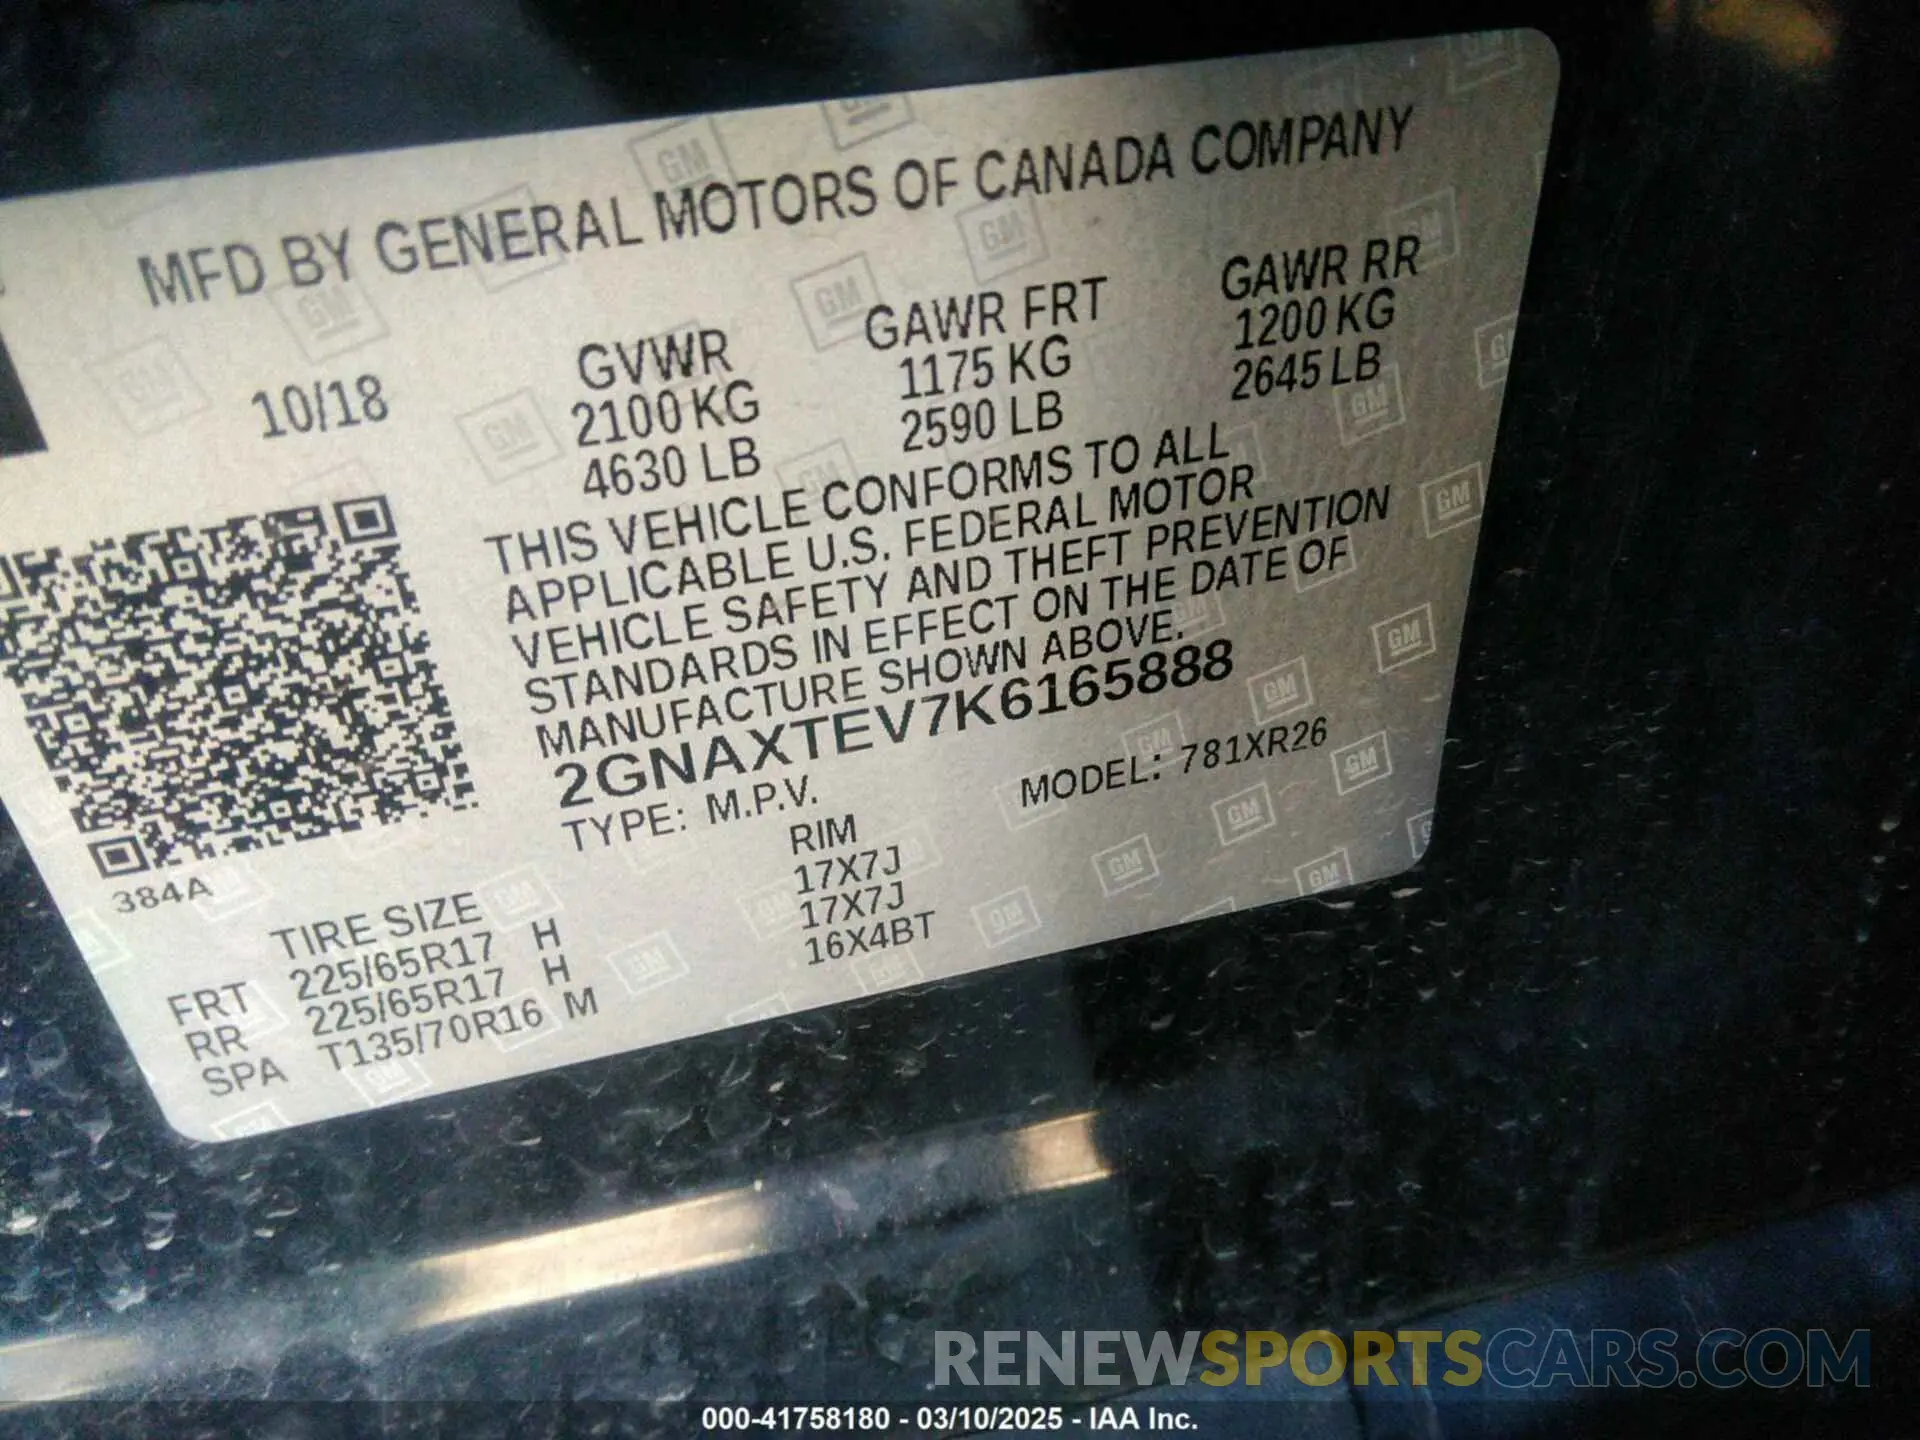 MFD BY GENERAL MOTORS OF CANADA COMPANY
10/18
GVWR
2100 KG
4630 LB
GAWR FRT
1175 KG
2590 LB
GAWR RR
1200 KG
2645 LB
THIS VEHICLE CONFORMS TO ALL
APPLICABLE U.S. FEDERAL MOTOR
VEHICLE SAFETY AND THEFT PREVENTION
STANDARDS IN EFFECT ON THE DATE OF
MANUFACTURE SHOWN ABOVE.
2GNAXTEV7K6165888
TYPE: M.P.V. MODEL: 781XR26
384A
TIRE SIZE RIM
FRT 225/65R17 H 17X7J
RR 225/65R17 H 17X7J
SPA T135/70R16 M 16X4BT
GM
RENEWSPORTSCARS.COM
000-41758180 - 03/10/2025 - IAA Inc.